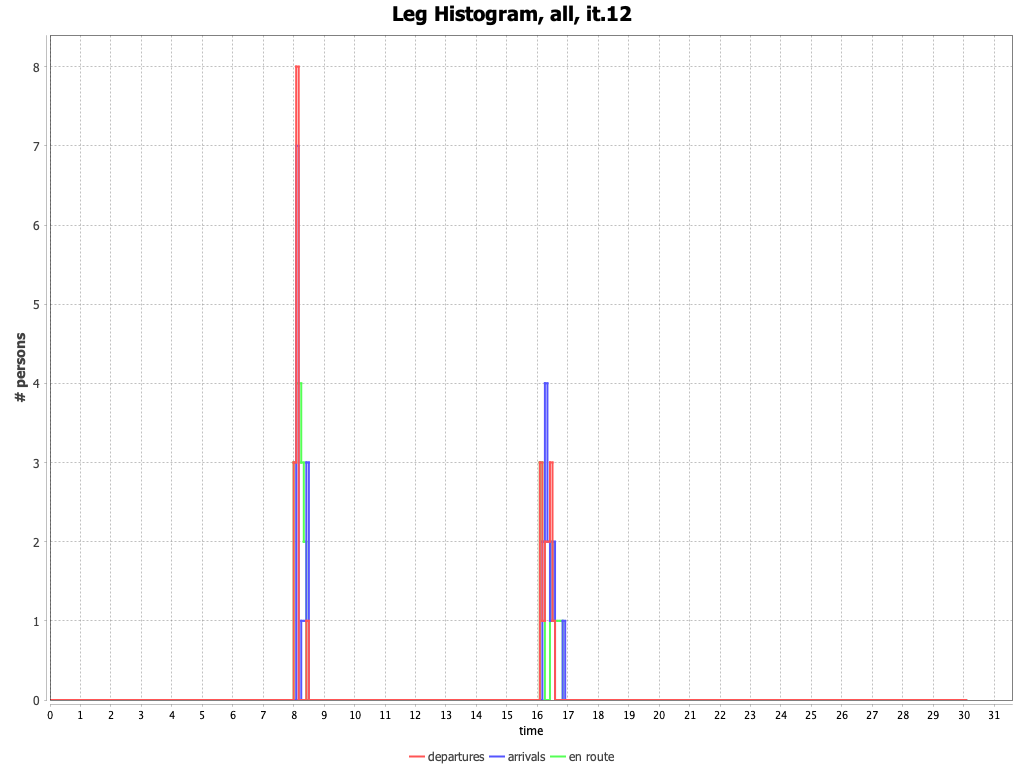 Leg Histogram, all, it.12
# persons
8
7
6
5
4
3
2
1
0
0 1 2 3 4 5 6 7 8 9 10 11 12 13 14 15 16 17 18 19 20 21 22 23 24 25 26 27 28 29 30 31
time
departures arrivals en route